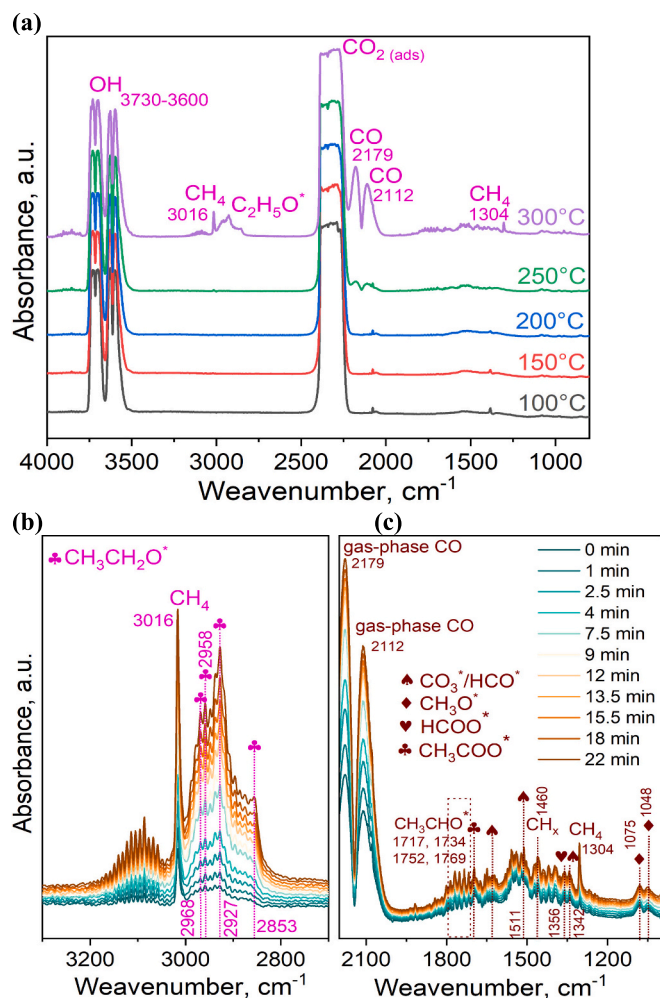 (a)
CO2 (ads)
OH
3730-3600
CO
2179
CO
2112
CH4
3016
C2H5O*
CH4
1304
300°C
250°C
200°C
150°C
100°C
Absorbance, a.u.
4000 3500 3000 2500 2000 1500 1000
Weavenumber, cm-1
(b)
♣CH3CH2O*
CH4
3016
2958
2968
2927
2853
Absorbance, a.u.
3200 3000 2800
Weavenumber, cm-1
(c)
gas-phase CO
2179
gas-phase CO
2112
♠ CO3*/HCO*
♦ CH3O*
♥ HCOO*
♣ CH3COO*
0 min
1 min
2.5 min
4 min
7.5 min
9 min
12 min
13.5 min
15.5 min
18 min
22 min
CH3CHO*
1717, 1734
1752, 1769
1511
1460
CHx
CH4
1304
1356
1342
1075
1048
2100 1800 1600 1400 1200
Weavenumber, cm-1